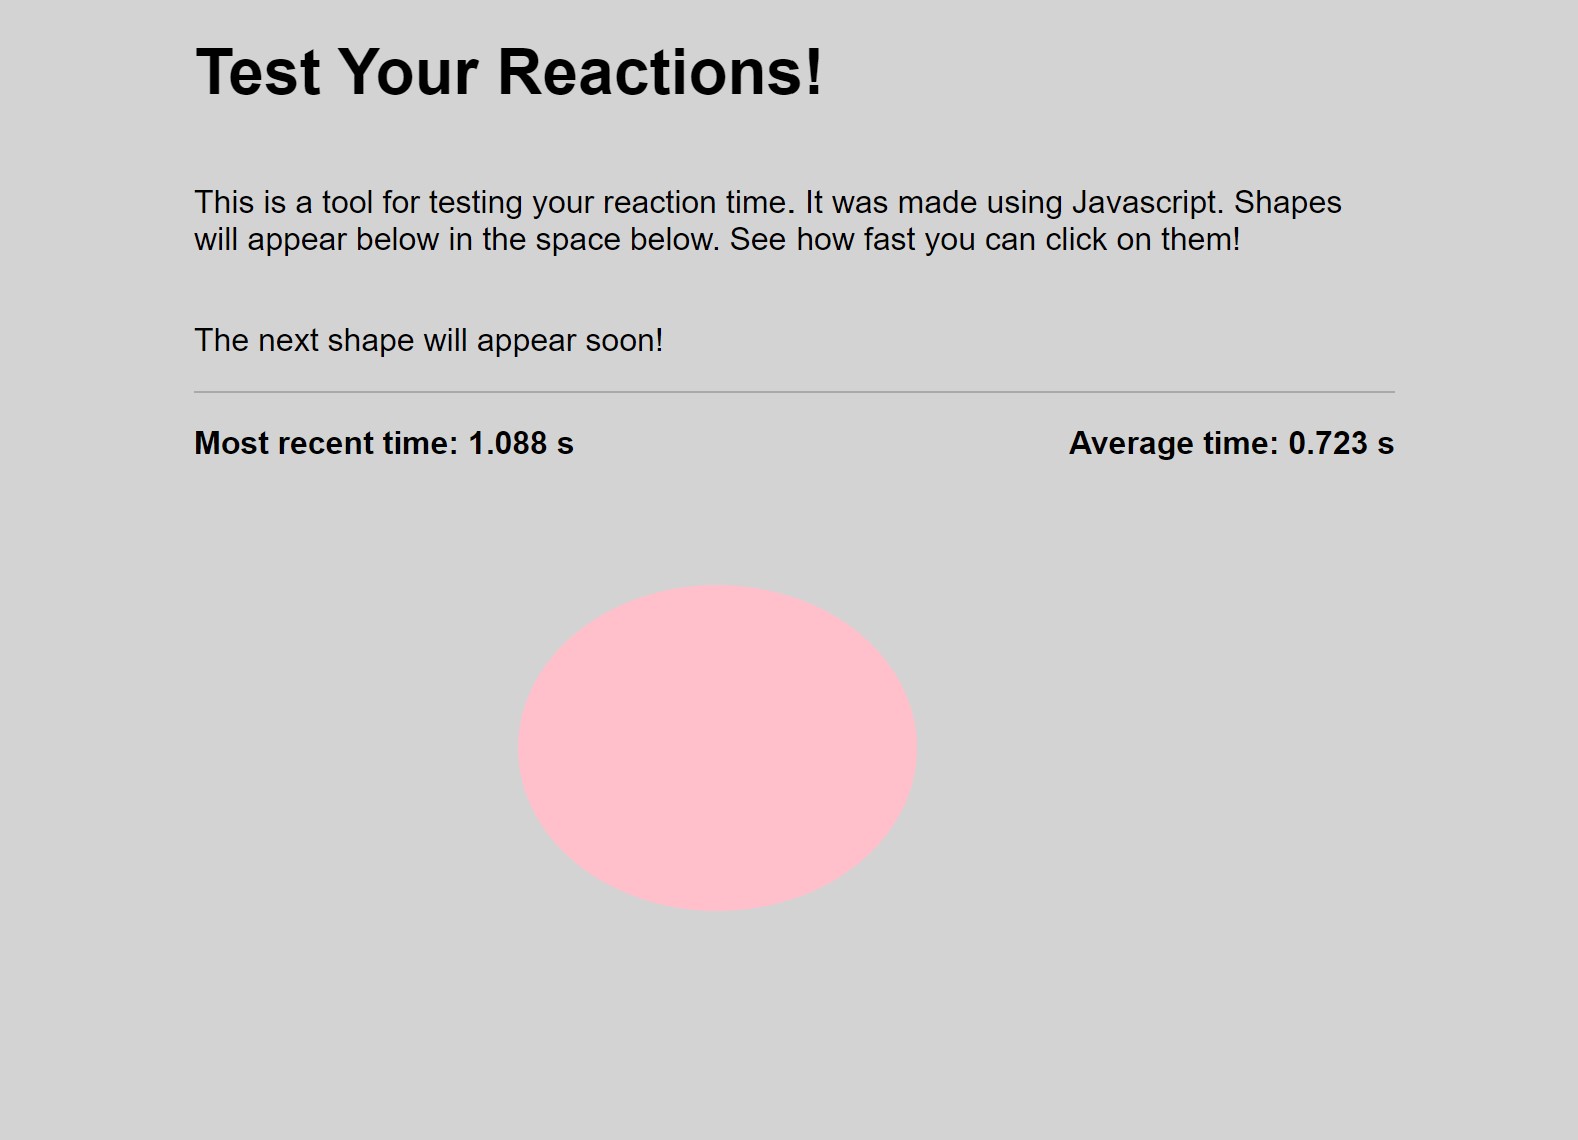 Test Your Reactions!
This is a tool for testing your reaction time. It was made using Javascript. Shapes
will appear below in the space below. See how fast you can click on them!
The next shape will appear soon!
Most recent time: 1.088 s
Average time: 0.723 s